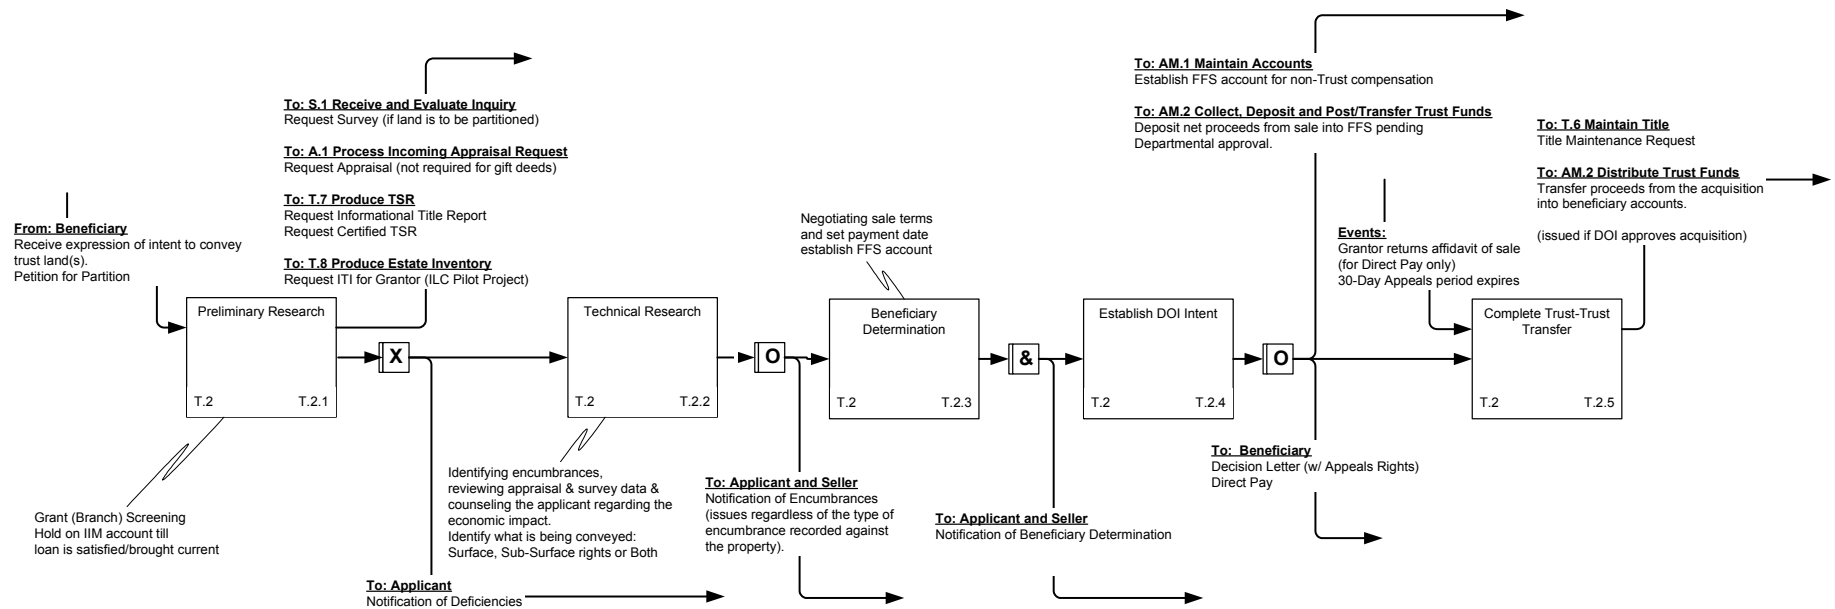 To: AM.1 Maintain Accounts
Establish FFS account for non-Trust compensation
To: AM.2 Collect, Deposit and Post/Transfer Trust Funds
Deposit net proceeds from sale into FFS pending
Departmental approval.
To: S.1 Receive and Evaluate Inquiry
Request Survey (if land is to be partitioned)
To: A.1 Process Incoming Appraisal Request
Request Appraisal (not required for gift deeds)
To: T.7 Produce TSR
Request Informational Title Report
Request Certified TSR
To: T.8 Produce Estate Inventory
Request ITI for Grantor (ILC Pilot Project)
To: T.6 Maintain Title
Title Maintenance Request
To: AM.2 Distribute Trust Funds
Transfer proceeds from the acquisition
into beneficiary accounts.
(issued if DOI approves acquisition)
From: Beneficiary
Receive expression of intent to convey
trust land(s).
Petition for Partition
Negotiating sale terms
and set payment date
establish FFS account
Events:
Grantor returns affidavit of sale
(for Direct Pay only)
30-Day Appeals period expires
Preliminary Research
T.2 T.2.1
X
Technical Research
T.2 T.2.2
O
Beneficiary
Determination
T.2 T.2.3
&
Establish DOI Intent
T.2 T.2.4
O
Complete Trust-Trust
Transfer
T.2 T.2.5
Grant (Branch) Screening
Hold on IIM account till
loan is satisfied/brought current
Identifying encumbrances,
reviewing appraisal & survey data &
counseling the applicant regarding the
economic impact.
Identify what is being conveyed:
Surface, Sub-Surface rights or Both
To: Applicant
Notification of Deficiencies
To: Applicant and Seller
Notification of Encumbrances
(issues regardless of the type of
encumbrance recorded against
the property).
To: Applicant and Seller
Notification of Beneficiary Determination
To: Beneficiary
Decision Letter (w/ Appeals Rights)
Direct Pay